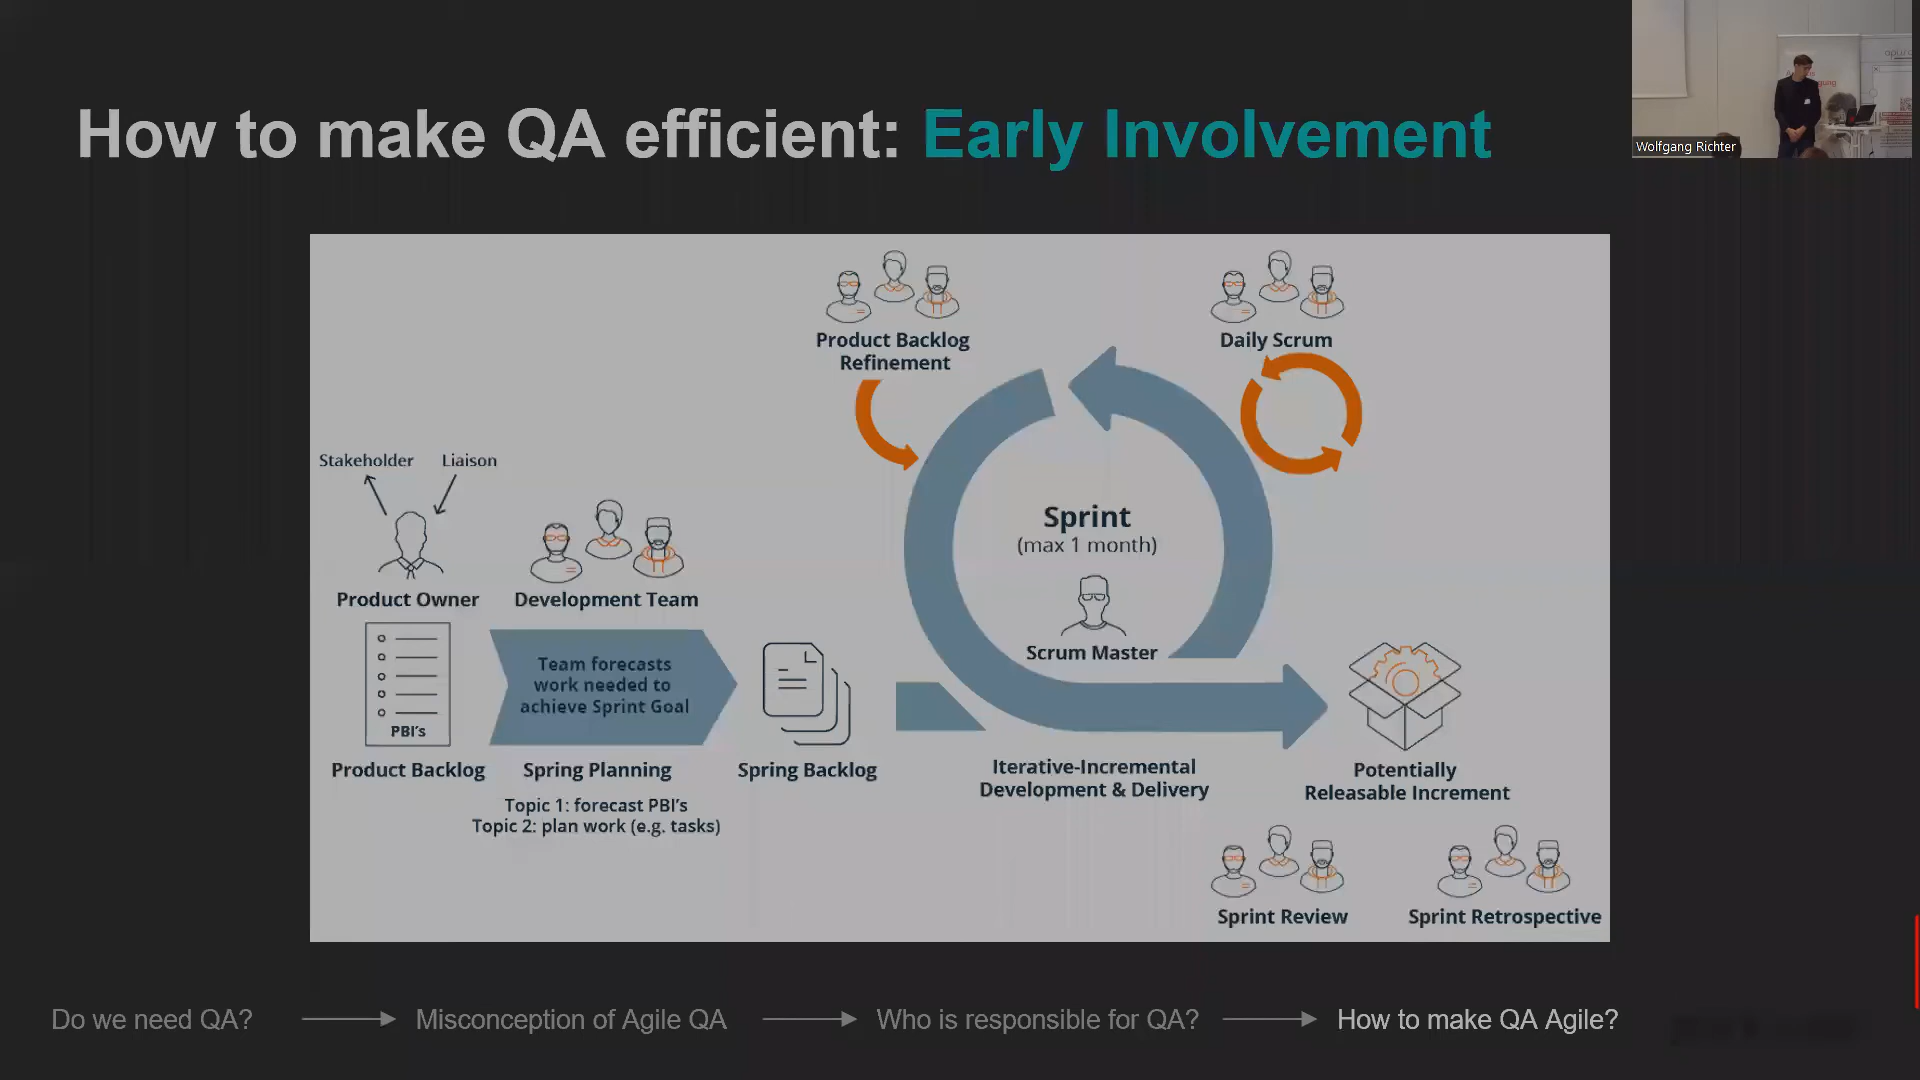 How to make QA efficient: Early Involvement
Wolfgang Richter
Product Backlog
Refinement
Daily Scrum
Stakeholder
Liaison
Sprint
(max 1 month)
Product Owner
Development Team
Scrum Master
Team forecasts
work needed to
achieve Sprint Goal
PBI's
Product Backlog
Spring Planning
Spring Backlog
Iterative-Incremental
Development & Delivery
Potentially
Releasable Increment
Topic 1: forecast PBI's
Topic 2: plan work (e.g. tasks)
Sprint Review
Sprint Retrospective
Do we need QA?
Misconception of Agile QA
Who is responsible for QA?
How to make QA Agile?